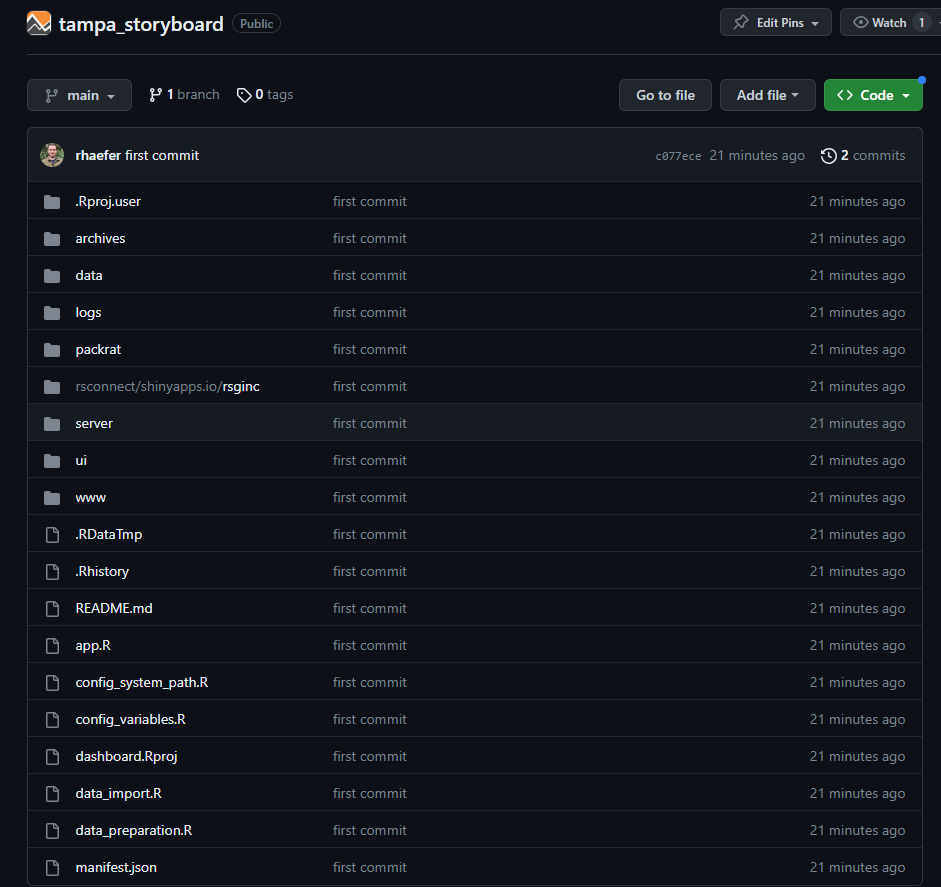 tampa_storyboard Public Edit Pins Watch 1
main 1 branch 0 tags Go to file Add file Code
rhaefer first commit c077ece 21 minutes ago 2 commits
.Rproj.user first commit 21 minutes ago
archives first commit 21 minutes ago
data first commit 21 minutes ago
logs first commit 21 minutes ago
packrat first commit 21 minutes ago
rsconnect/shinyapps.io/rsginc first commit 21 minutes ago
server first commit 21 minutes ago
ui first commit 21 minutes ago
www first commit 21 minutes ago
.RDataTmp first commit 21 minutes ago
.Rhistory first commit 21 minutes ago
README.md first commit 21 minutes ago
app.R first commit 21 minutes ago
config_system_path.R first commit 21 minutes ago
config_variables.R first commit 21 minutes ago
dashboard.Rproj first commit 21 minutes ago
data_import.R first commit 21 minutes ago
data_preparation.R first commit 21 minutes ago
manifest.json first commit 21 minutes ago